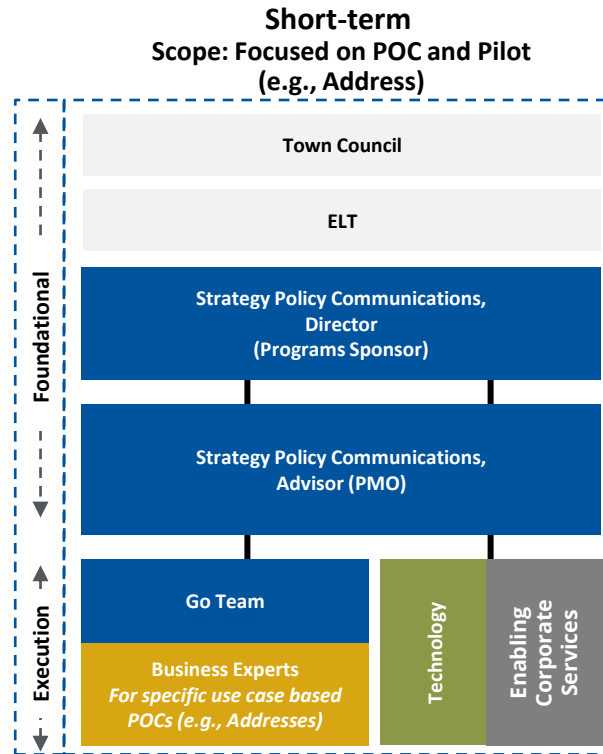 Short-term
Scope: Focused on POC and Pilot
(e.g., Address)
Foundational
Town Council
ELT
Strategy Policy Communications,
Director
(Programs Sponsor)
Strategy Policy Communications,
Advisor (PMO)
Execution
Go Team
Business Experts
For specific use case based
POCs (e.g., Addresses)
Technology
Enabling
Corporate
Services